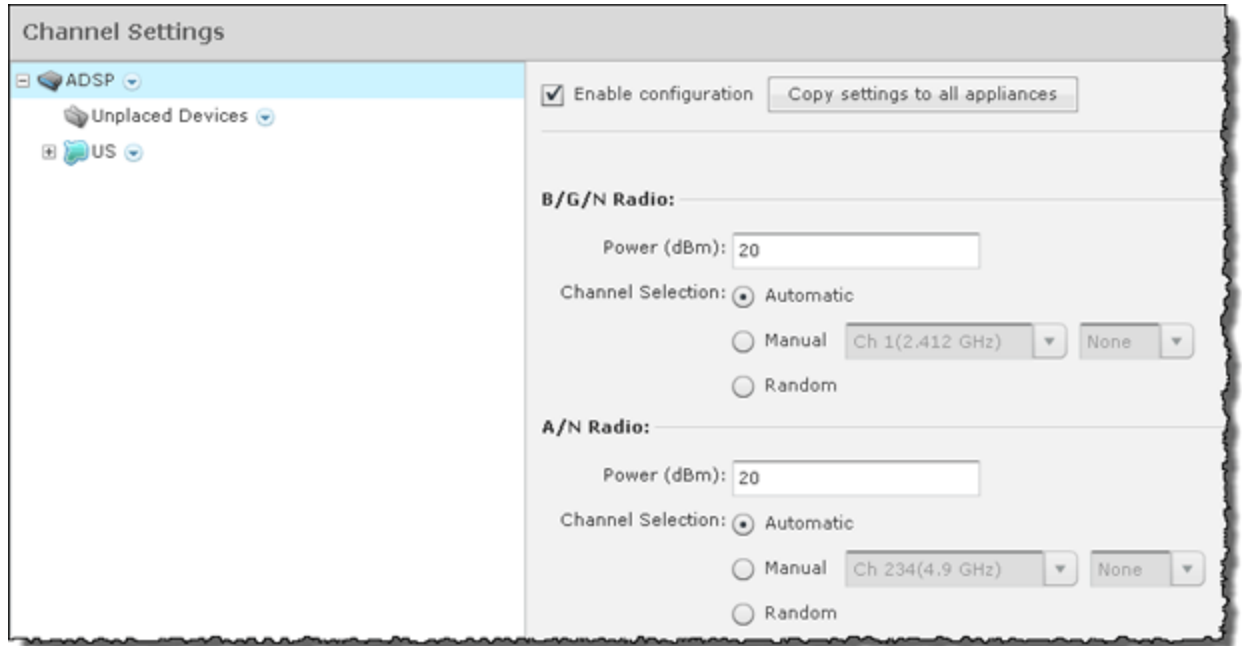 Channel Settings
ADSP
Unplaced Devices
US
Enable configuration Copy settings to all appliances
B/G/N Radio:
Power (dBm): 20
Channel Selection: Automatic
Manual Ch 1(2.412 GHz) None
Random
A/N Radio:
Power (dBm): 20
Channel Selection: Automatic
Manual Ch 234(4.9 GHz) None
Random